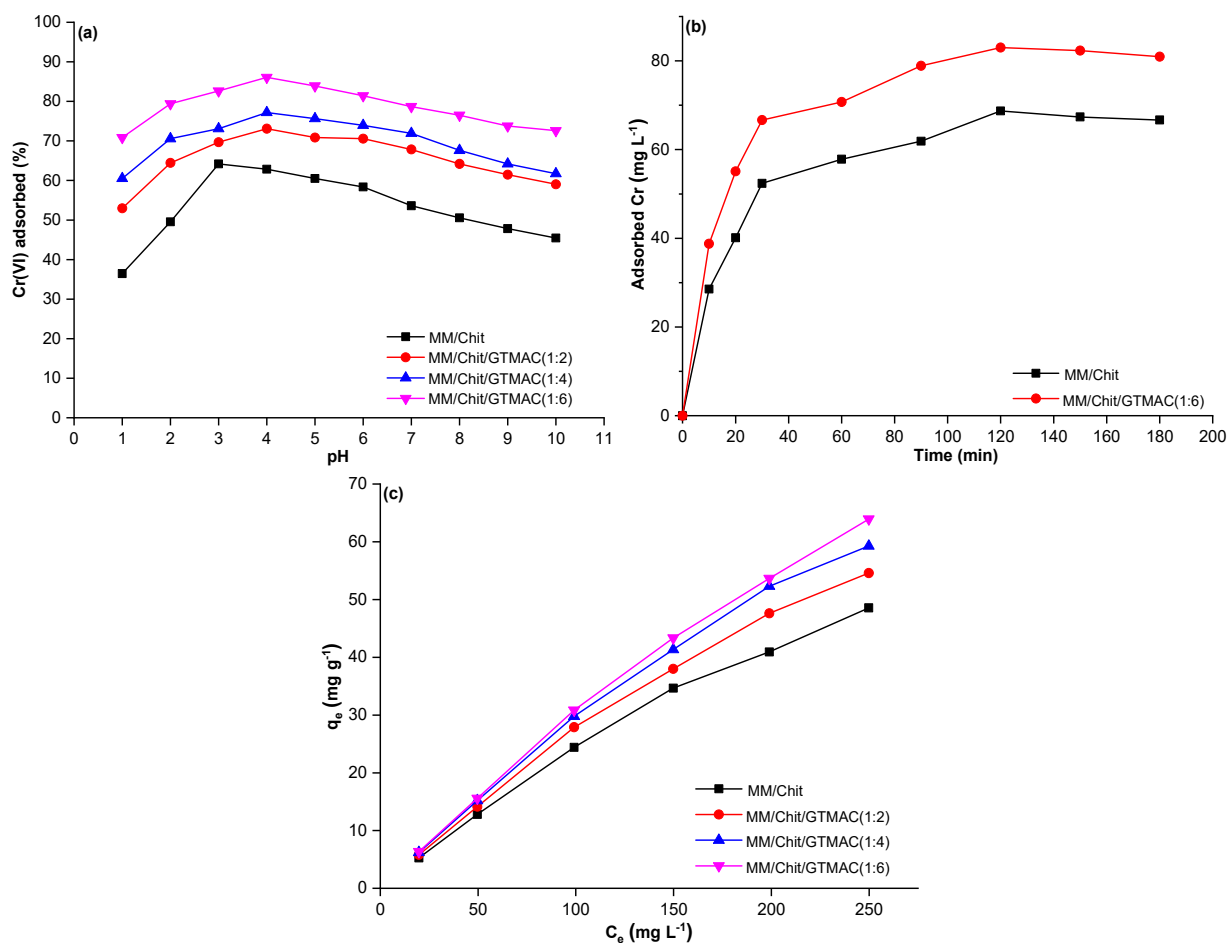 (a)
Cr(VI) adsorbed (%)
100
90
80
70
60
50
40
30
20
10
0
0 1 2 3 4 5 6 7 8 9 10 11
pH
MM/Chit
MM/Chit/GTMAC(1:2)
MM/Chit/GTMAC(1:4)
MM/Chit/GTMAC(1:6)
(b)
Adsorbed Cr (mg L⁻¹)
80
60
40
20
0
0 20 40 60 80 100 120 140 160 180 200
Time (min)
MM/Chit
MM/Chit/GTMAC(1:6)
(c)
qₑ (mg g⁻¹)
70
60
50
40
30
20
10
0
0 50 100 150 200 250
Cₑ (mg L⁻¹)
MM/Chit
MM/Chit/GTMAC(1:2)
MM/Chit/GTMAC(1:4)
MM/Chit/GTMAC(1:6)